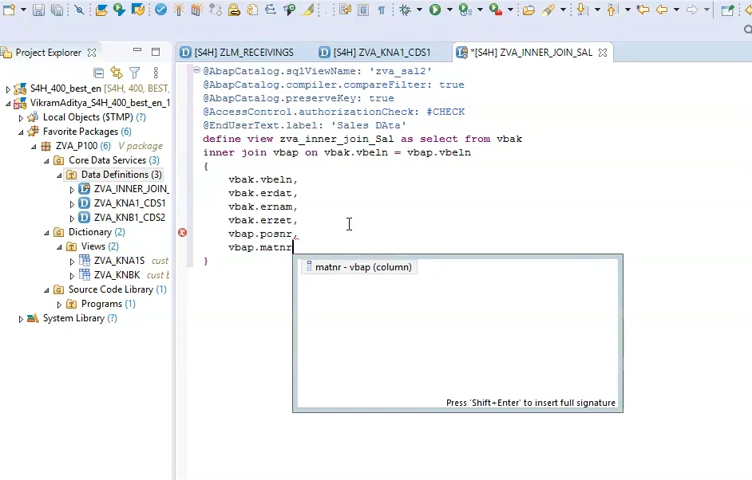 Project Explorer
[S4H] ZLM_RECEIVINGS
[S4H] ZVA_KNA1_CDS1
*[S4H] ZVA_INNER_JOIN_SAL
S4H_400_best_en [S4H, 400, BEST,
VikramAditya_S4H_400_best_en_1
Local Objects ($TMP) (?)
Favorite Packages (6)
ZVA_P100 (6) V package
Core Data Services (3)
Data Definitions (3)
ZVA_INNER_JOIN_
ZVA_KNA1_CDS1
ZVA_KNB1_CDS2
Dictionary (2)
Views (2)
ZVA_KNA1S cust
ZVA_KNBK cust b
Source Code Library (1)
Programs (1)
System Library (?)
@AbapCatalog.sqlViewName: 'zva_sal2'
@AbapCatalog.compiler.compareFilter: true
@AbapCatalog.preserveKey: true
@AccessControl.authorizationCheck: #CHECK
@EndUserText.label: 'Sales DAta'
define view zva_inner_join_Sal as select from vbak
inner join vbap on vbak.vbeln = vbap.vbeln
{
vbak.vbeln,
vbak.erdat,
vbak.ernam,
vbak.erzet,
vbap.posnr,
vbap.matnr
}
matnr - vbap (column)
Press 'Shift+Enter' to insert full signature